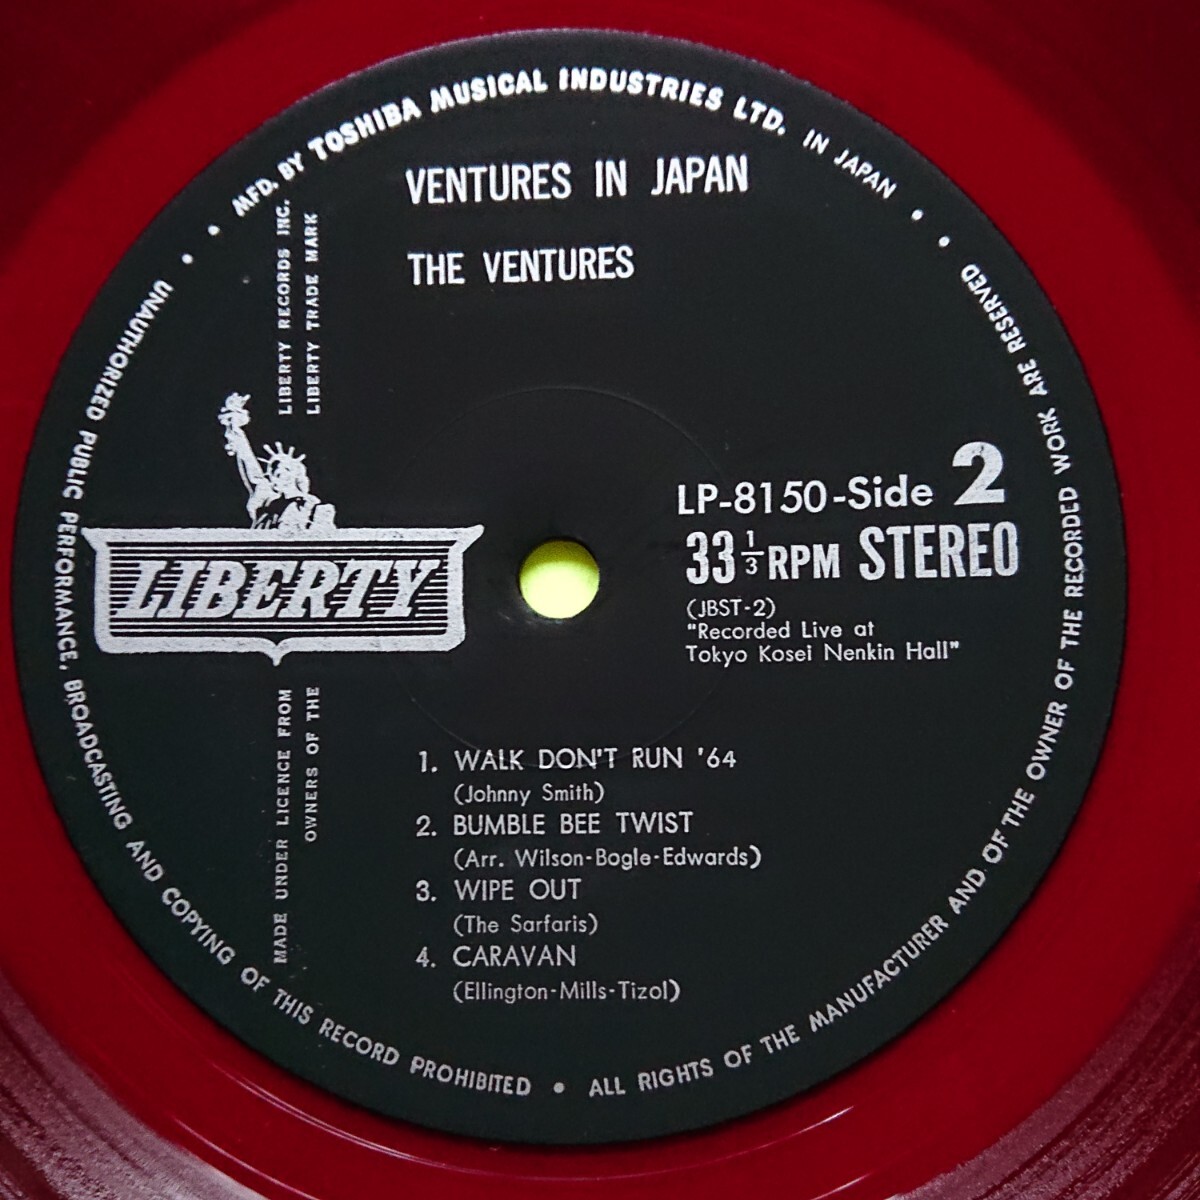 MFD. BY TOSHIBA MUSICAL INDUSTRIES LTD. IN JAPAN
VENTURES IN JAPAN
THE VENTURES
LIBERTY RECORDS INC.
LIBERTY TRADE MARK
LIBERTY
MADE UNDER LICENCE FROM
OWNERS OF THE
LP-8150-Side 2
33 1/3 RPM STEREO
(JBST-2)
"Recorded Live at
Tokyo Kosei Nenkin Hall"
1. WALK DON'T RUN '64
(Johnny Smith)
2. BUMBLE BEE TWIST
(Arr. Wilson-Bogle-Edwards)
3. WIPE OUT
(The Sarfaris)
4. CARAVAN
(Ellington-Mills-Tizol)
UNAUTHORIZED PUBLIC PERFORMANCE, BROADCASTING AND COPYING OF THIS RECORD PROHIBITED • ALL RIGHTS OF THE MANUFACTURER AND OF THE OWNER OF THE RECORDED WORK ARE RESERVED